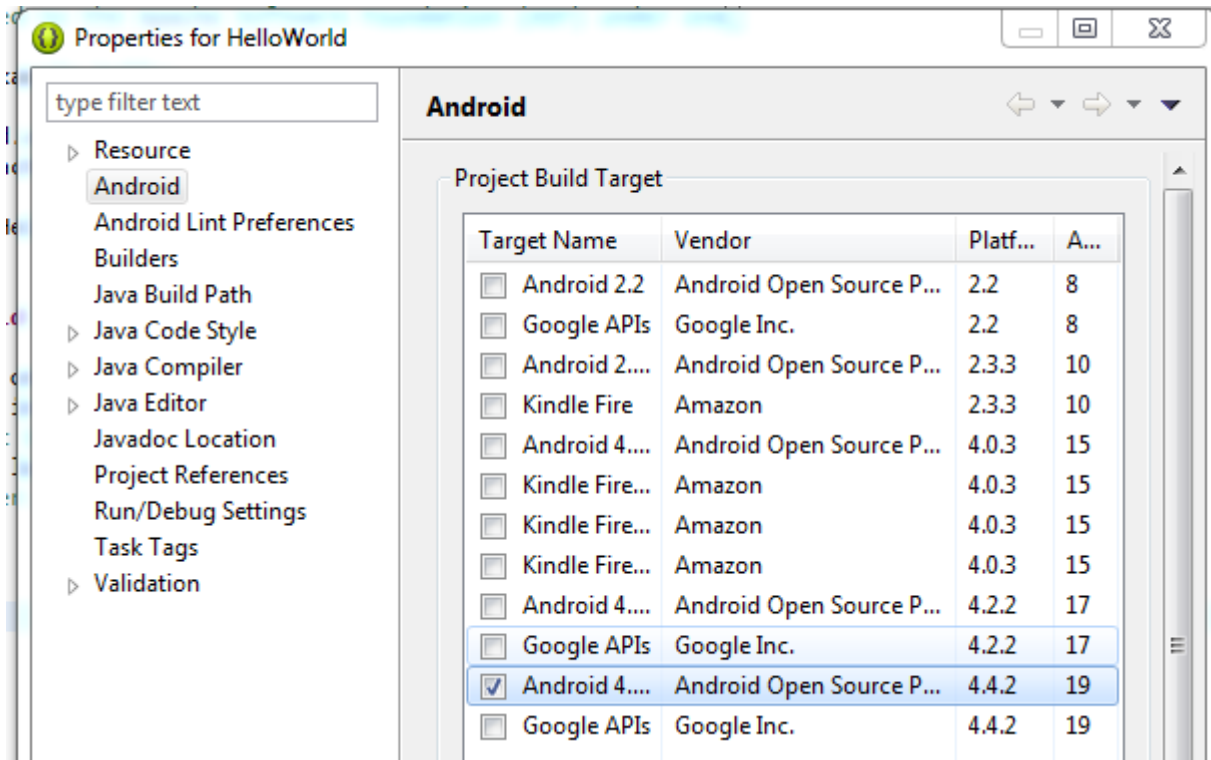 Properties for HelloWorld
type filter text
Resource
Android
Android Lint Preferences
Builders
Java Build Path
Java Code Style
Java Compiler
Java Editor
Javadoc Location
Project References
Run/Debug Settings
Task Tags
Validation
Android
Project Build Target
Target Name Vendor Platf... A...
Android 2.2 Android Open Source P... 2.2 8
Google APIs Google Inc. 2.2 8
Android 2.... Android Open Source P... 2.3.3 10
Kindle Fire Amazon 2.3.3 10
Android 4.... Android Open Source P... 4.0.3 15
Kindle Fire... Amazon 4.0.3 15
Kindle Fire... Amazon 4.0.3 15
Kindle Fire... Amazon 4.0.3 15
Android 4.... Android Open Source P... 4.2.2 17
Google APIs Google Inc. 4.2.2 17
Android 4.... Android Open Source P... 4.4.2 19
Google APIs Google Inc. 4.4.2 19